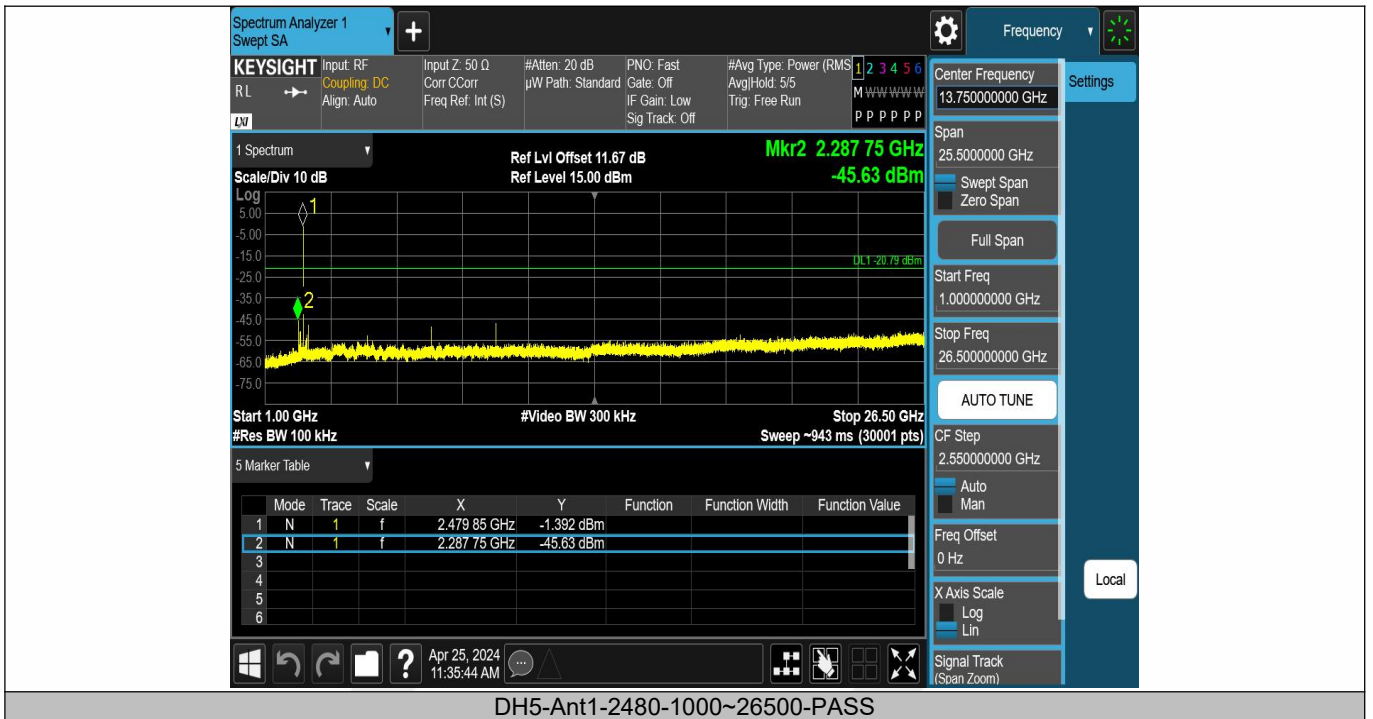 Spectrum Analyzer 1
Swept SA
+
Frequency
KEYSIGHT
RL
LXI
Input: RF
Coupling: DC
Align: Auto
Input Z: 50 Ω
Corr CCorr
Freq Ref: Int (S)
#Atten: 20 dB
µW Path: Standard
PNO: Fast
Gate: Off
IF Gain: Low
Sig Track: Off
#Avg Type: Power (RMS
Avg|Hold: 5/5
Trig: Free Run
1 2 3 4 5 6
M W W W W W
P P P P P P
1 Spectrum
Scale/Div 10 dB
Ref Lvl Offset 11.67 dB
Ref Level 15.00 dBm
Mkr2 2.287 75 GHz
-45.63 dBm
Log
5.00
-5.00
-15.0
-25.0
-35.0
-45.0
-55.0
-65.0
-75.0
1
2
DL1 -20.79 dBm
Start 1.00 GHz
#Res BW 100 kHz
#Video BW 300 kHz
Stop 26.50 GHz
Sweep ~943 ms (30001 pts)
5 Marker Table
Mode Trace Scale X Y Function Function Width Function Value
1 N 1 f 2.479 85 GHz -1.392 dBm
2 N 1 f 2.287 75 GHz -45.63 dBm
3
4
5
6
?
Apr 25, 2024
11:35:44 AM
Center Frequency
13.750000000 GHz
Settings
Span
25.5000000 GHz
Swept Span
Zero Span
Full Span
Start Freq
1.000000000 GHz
Stop Freq
26.500000000 GHz
AUTO TUNE
CF Step
2.550000000 GHz
Auto
Man
Freq Offset
0 Hz
Local
X Axis Scale
Log
Lin
Signal Track
(Span Zoom)
DH5-Ant1-2480-1000~26500-PASS